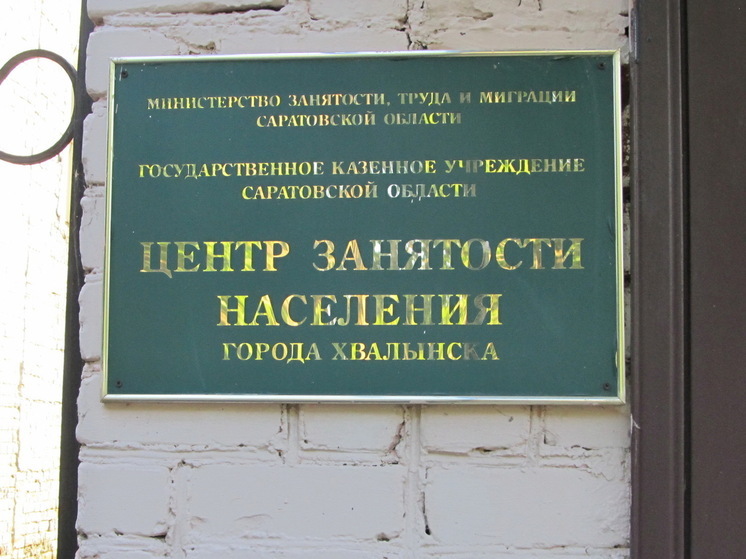 МИНИСТЕРСТВО ЗАНЯТОСТИ, ТРУДА И МИГРАЦИИ
САРАТОВСКОЙ ОБЛАСТИ
ГОСУДАРСТВЕННОЕ КАЗЕННОЕ УЧРЕЖДЕНИЕ
САРАТОВСКОЙ ОБЛАСТИ
ЦЕНТР ЗАНЯТОСТИ
НАСЕЛЕНИЯ
ГОРОДА ХВАЛЫНСКА